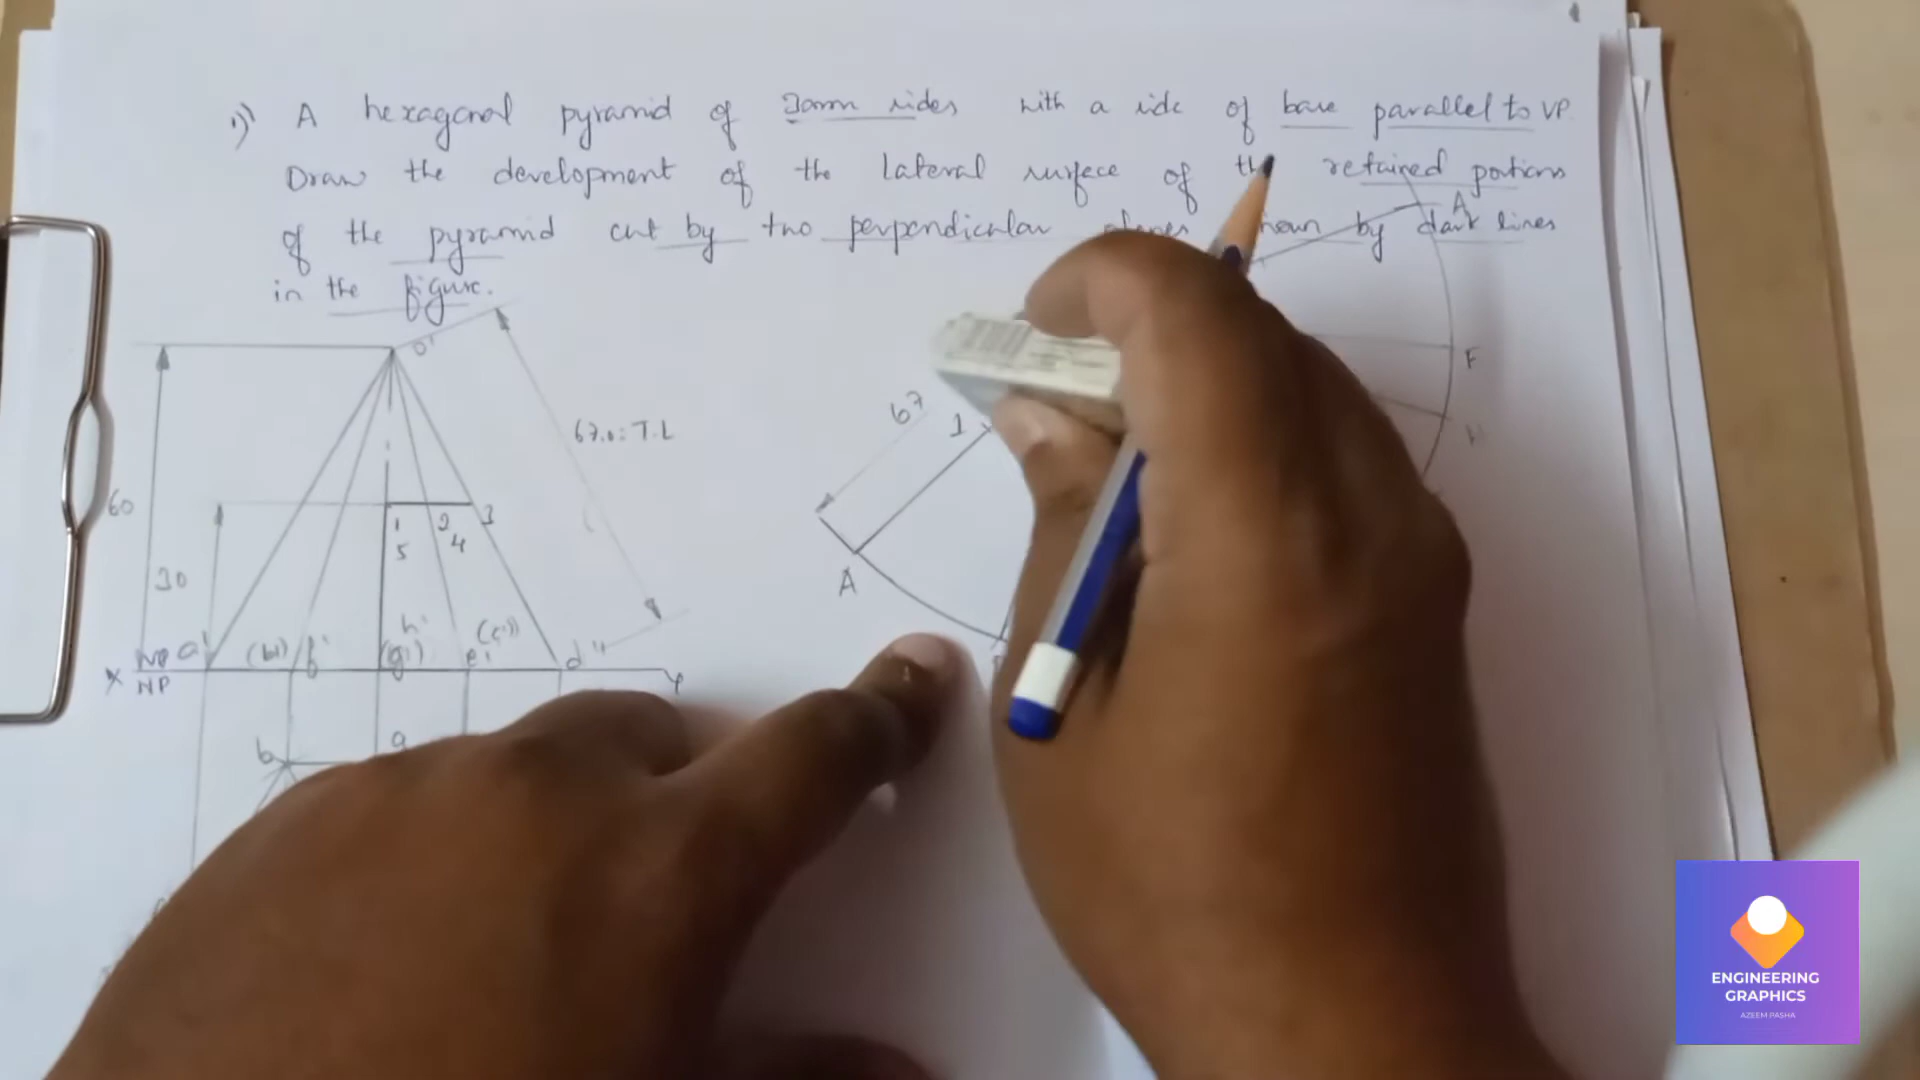 1) A hexagonal pyramid of 30mm sides with a side of base parallel to VP.
Draw the development of the lateral surface of the retained portions
of the pyramid cut by two perpendicular planes shown by dark lines
in the figure.
o'
67.0 = T.L
60
30
1 2 3
5 4
a' (b') f' h' (g') e' (c') d'
X VP
HP Y
b a
67
1
A
A
F
ENGINEERING
GRAPHICS
AZEEM PASHA